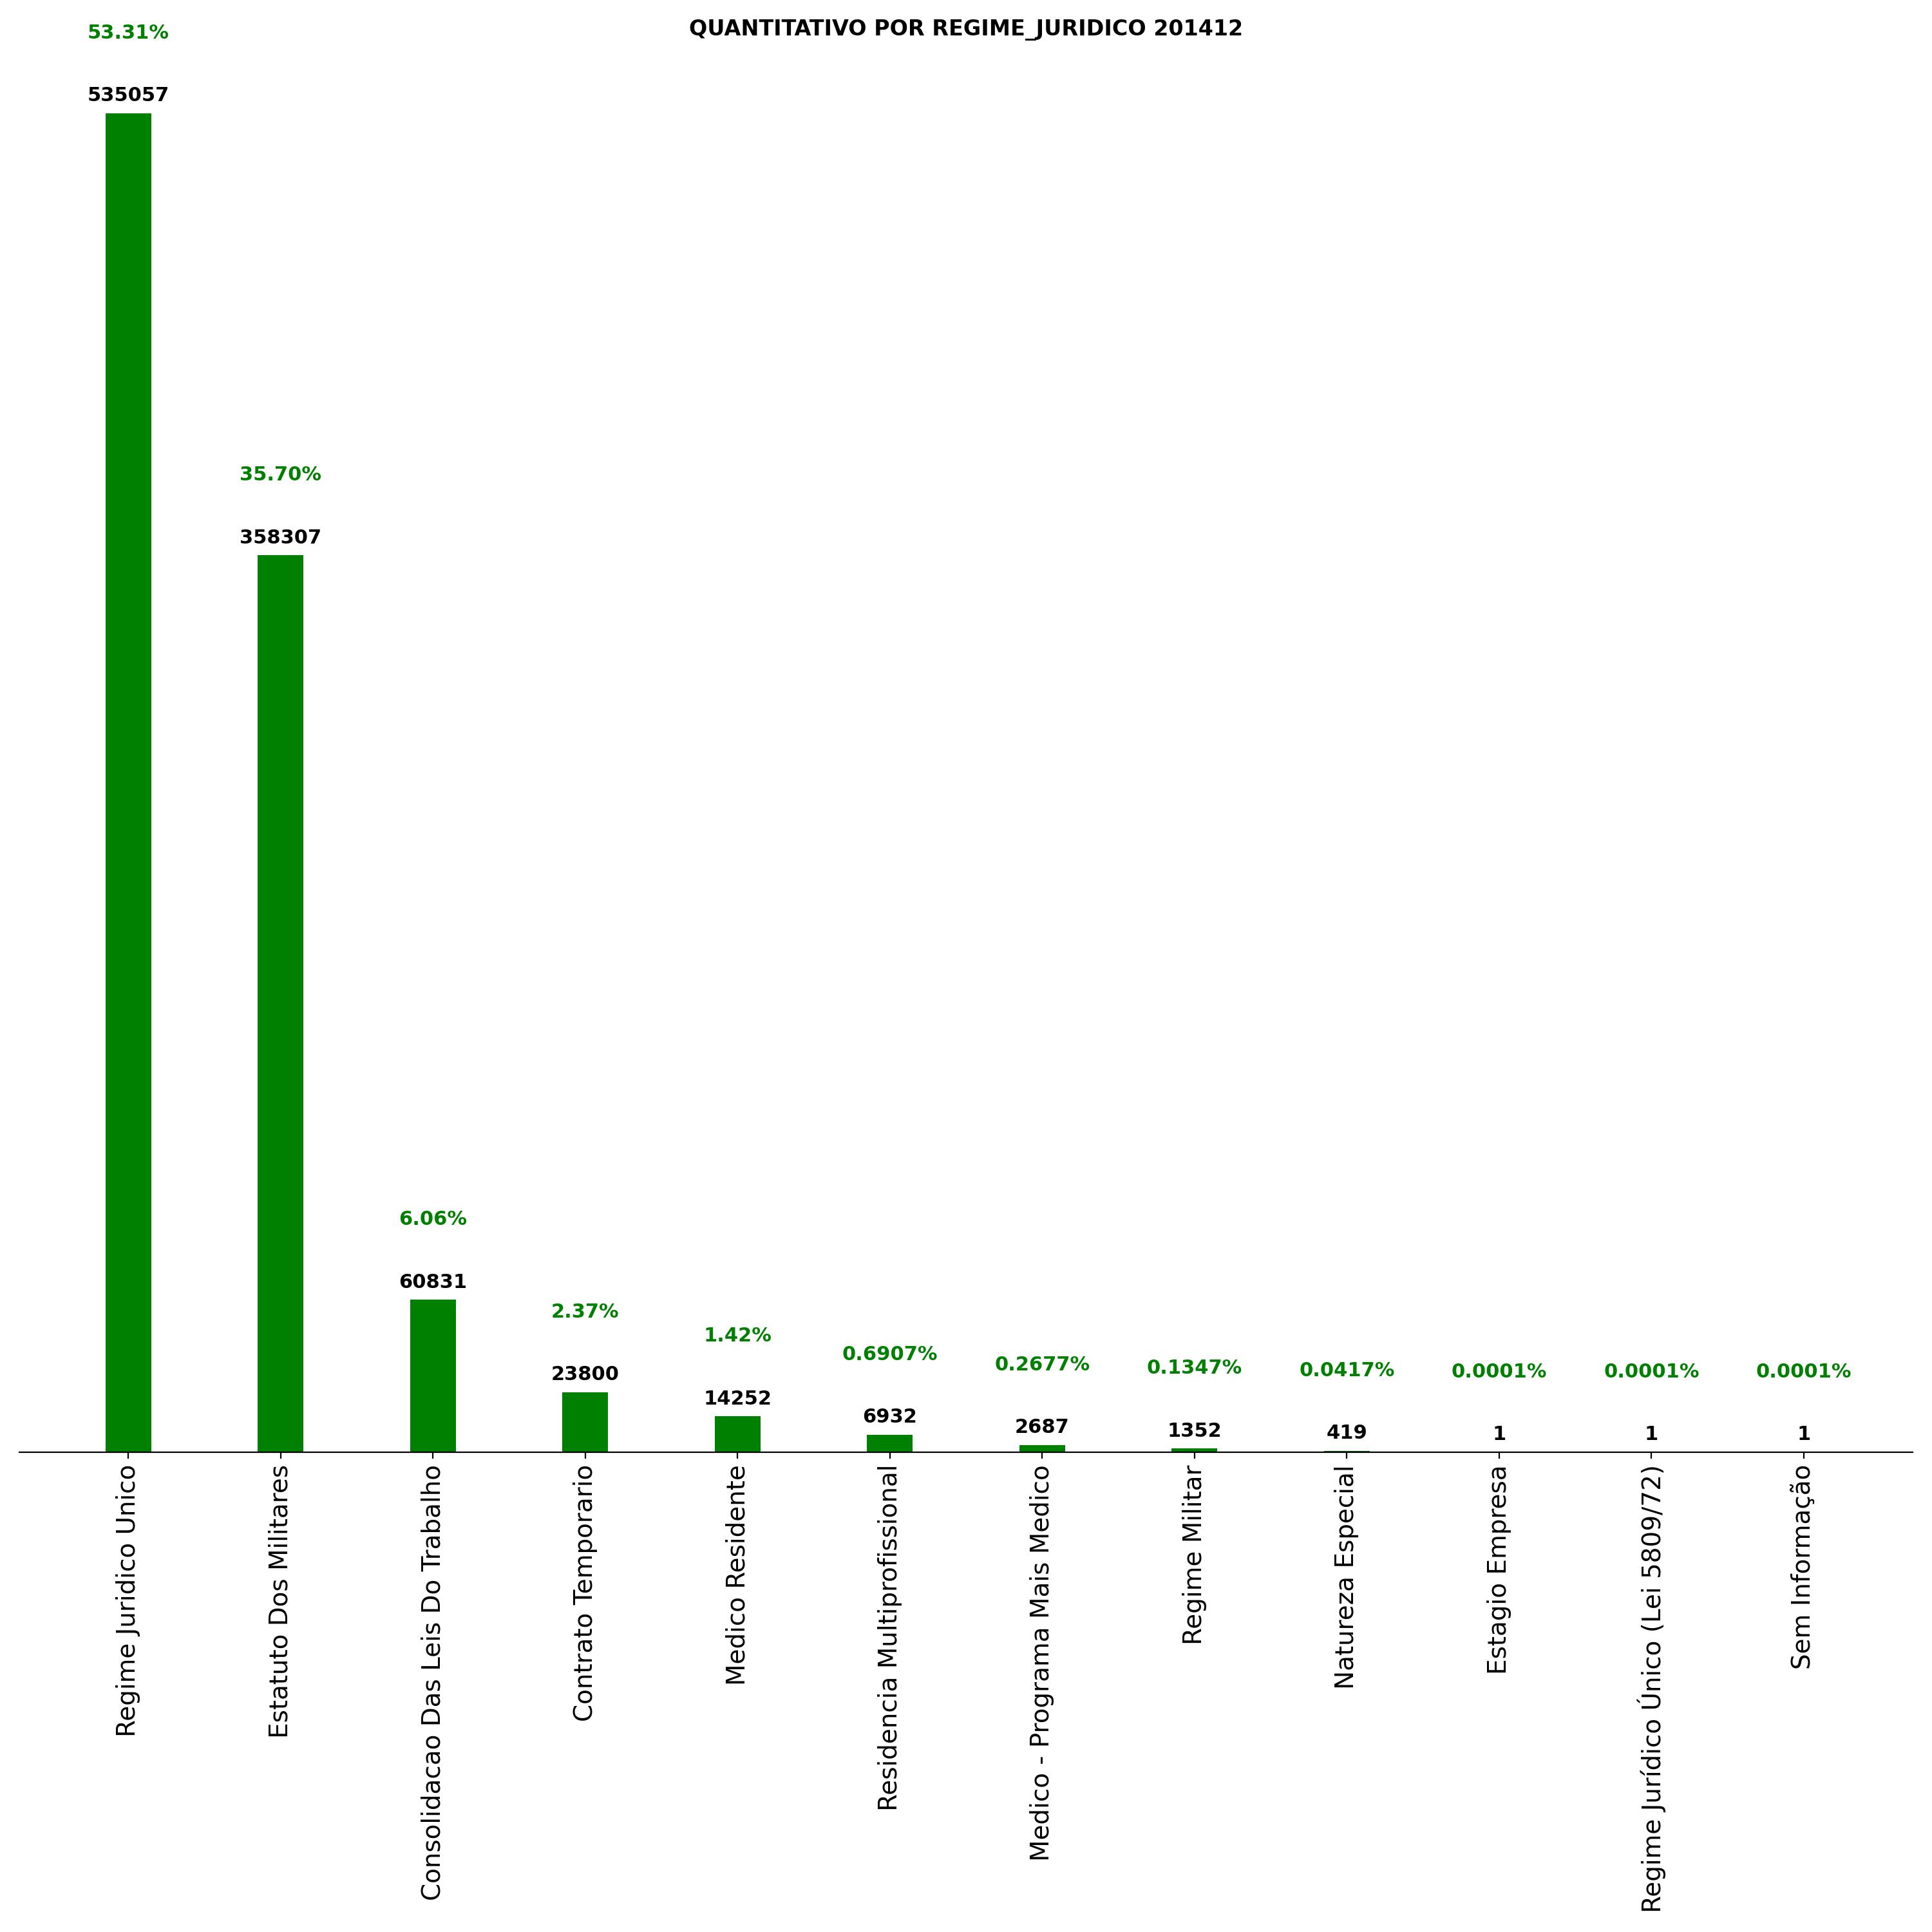 QUANTITATIVO POR REGIME_JURIDICO 201412
53.31%
535057
35.70%
358307
6.06%
60831
2.37%
23800
1.42%
14252
0.6907%
6932
0.2677%
2687
0.1347%
1352
0.0417%
419
0.0001%
1
0.0001%
1
0.0001%
1
Regime Juridico Unico
Estatuto Dos Militares
Consolidacao Das Leis Do Trabalho
Contrato Temporario
Medico Residente
Residencia Multiprofissional
Medico - Programa Mais Medico
Regime Militar
Natureza Especial
Estagio Empresa
Regime Jurídico Único (Lei 5809/72)
Sem Informação